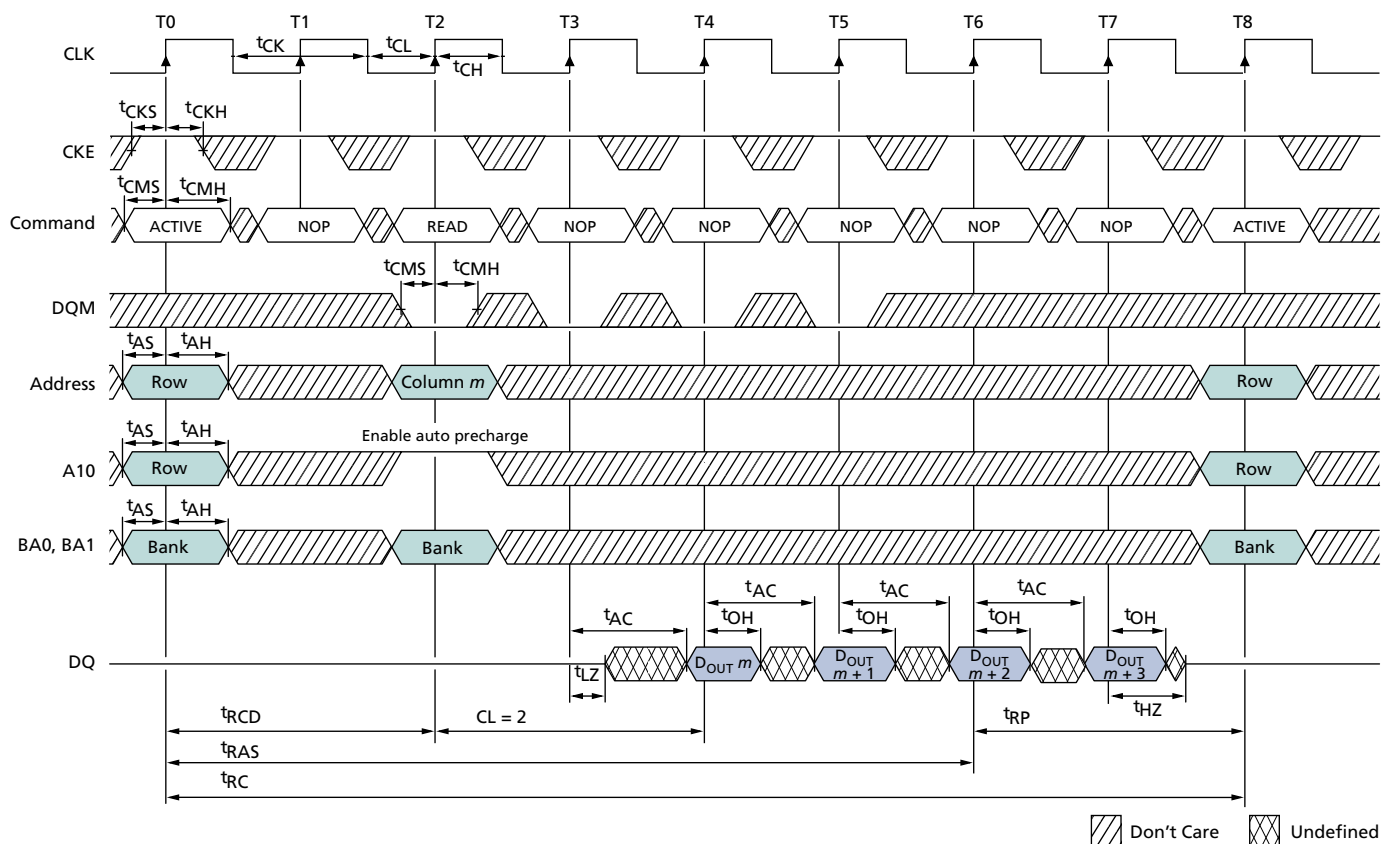 T0 T1 T2 T3 T4 T5 T6 T7 T8
CLK
tCK tCL
tCH
tCKS tCKH
CKE
tCMS tCMH
Command ACTIVE NOP READ NOP NOP NOP NOP NOP ACTIVE
tCMS tCMH
DQM
tAS tAH
Address Row Column m Row
tAS tAH
Enable auto precharge
A10 Row Row
tAS tAH
BA0, BA1 Bank Bank Bank
tAC tAC tAC
tAC tOH tOH tOH tOH
DQ DOUT m DOUT m + 1 DOUT m + 2 DOUT m + 3
tLZ tHZ
tRCD CL = 2 tRP
tRAS
tRC
Don't Care Undefined